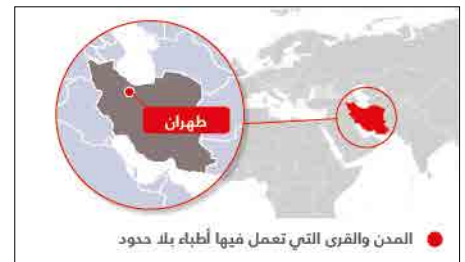 طهران
المدن والقرى التي تعمل فيها أطباء بلا حدود